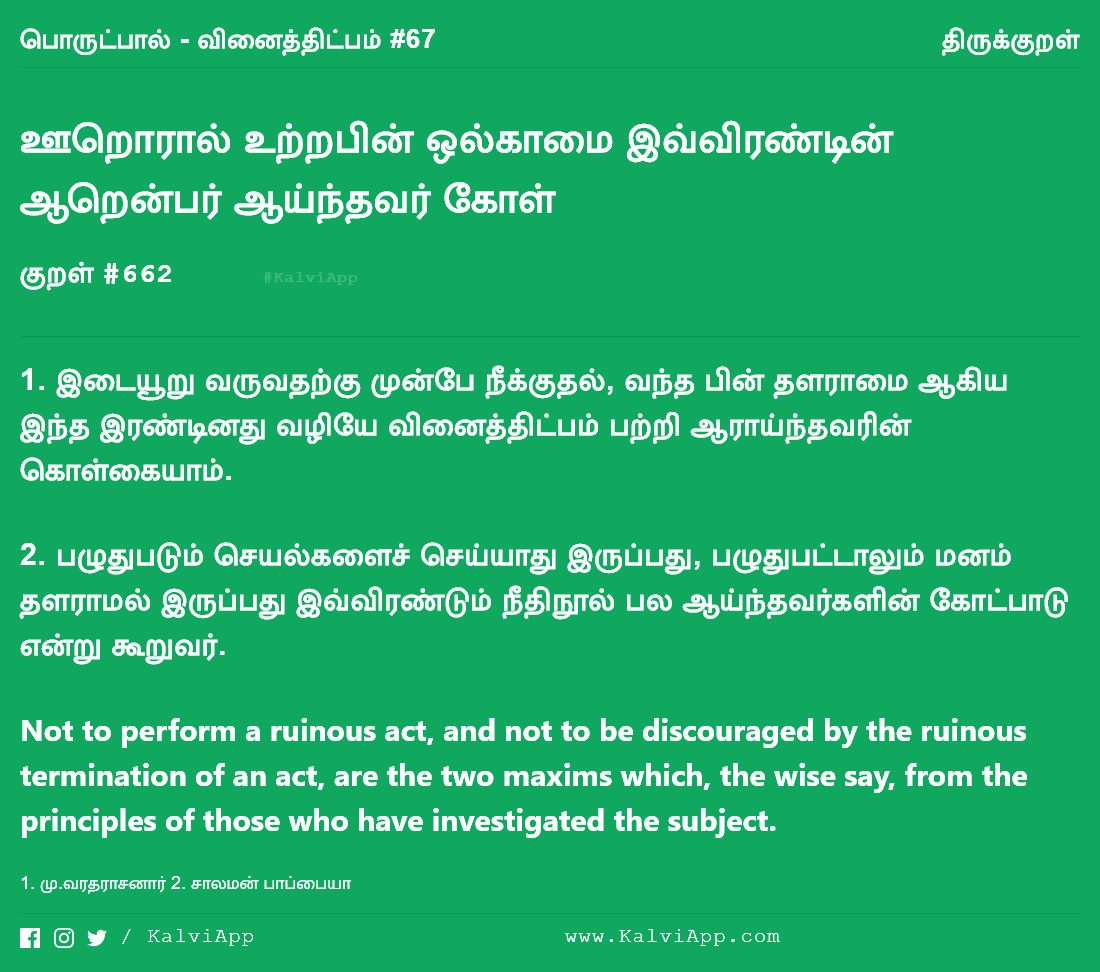 பொருட்பால் - வினைத்திட்பம் #67 திருக்குறள்
ஊறொரால் உற்றபின் ஒல்காமை இவ்விரண்டின்
ஆறென்பர் ஆய்ந்தவர் கோள்
குறள் #662 #KalviApp
1. இடையூறு வருவதற்கு முன்பே நீக்குதல், வந்த பின் தளராமை ஆகிய
இந்த இரண்டினது வழியே வினைத்திட்பம் பற்றி ஆராய்ந்தவரின்
கொள்கையாம்.
2. பழுதுபடும் செயல்களைச் செய்யாது இருப்பது, பழுதுபட்டாலும் மனம்
தளராமல் இருப்பது இவ்விரண்டும் நீதிநூல் பல ஆய்ந்தவர்களின் கோட்பாடு
என்று கூறுவர்.
Not to perform a ruinous act, and not to be discouraged by the ruinous
termination of an act, are the two maxims which, the wise say, from the
principles of those who have investigated the subject.
1. மு.வரதராசனார் 2. சாலமன் பாப்பையா
/ KalviApp www.KalviApp.com